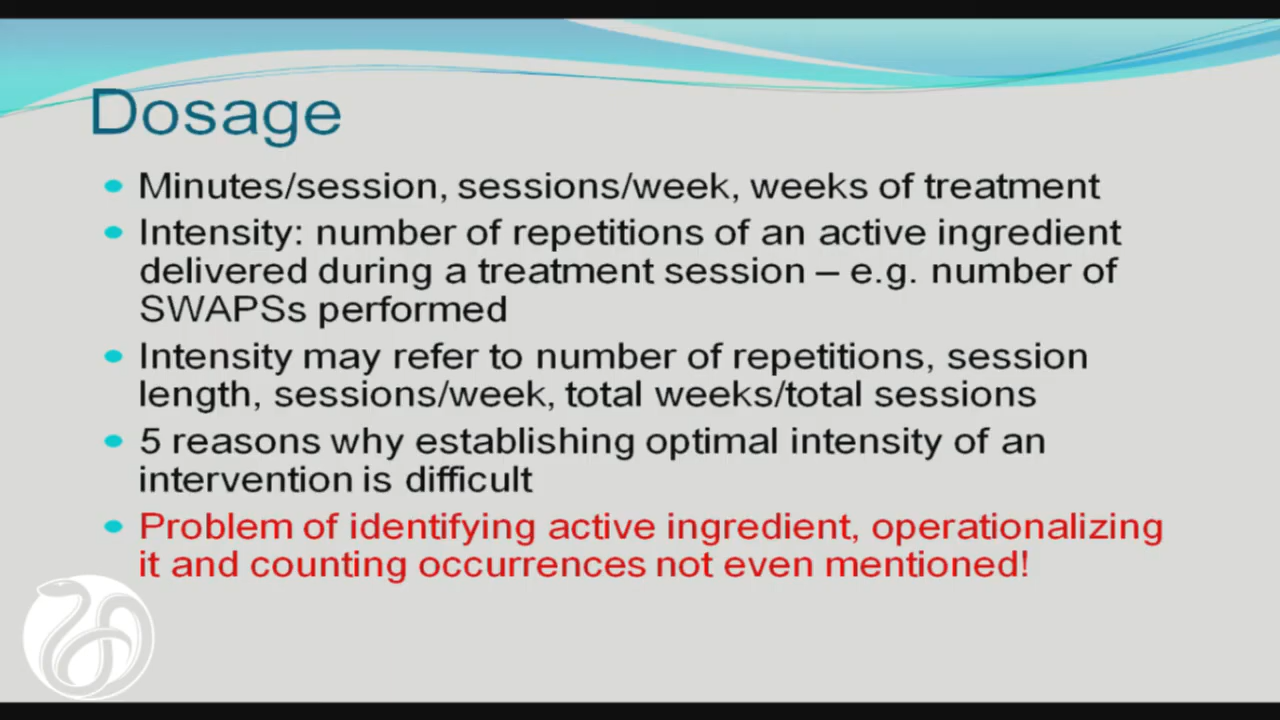 Dosage
Minutes/session, sessions/week, weeks of treatment
Intensity: number of repetitions of an active ingredient
delivered during a treatment session – e.g. number of
SWAPSs performed
Intensity may refer to number of repetitions, session
length, sessions/week, total weeks/total sessions
5 reasons why establishing optimal intensity of an
intervention is difficult
Problem of identifying active ingredient, operationalizing
it and counting occurrences not even mentioned!